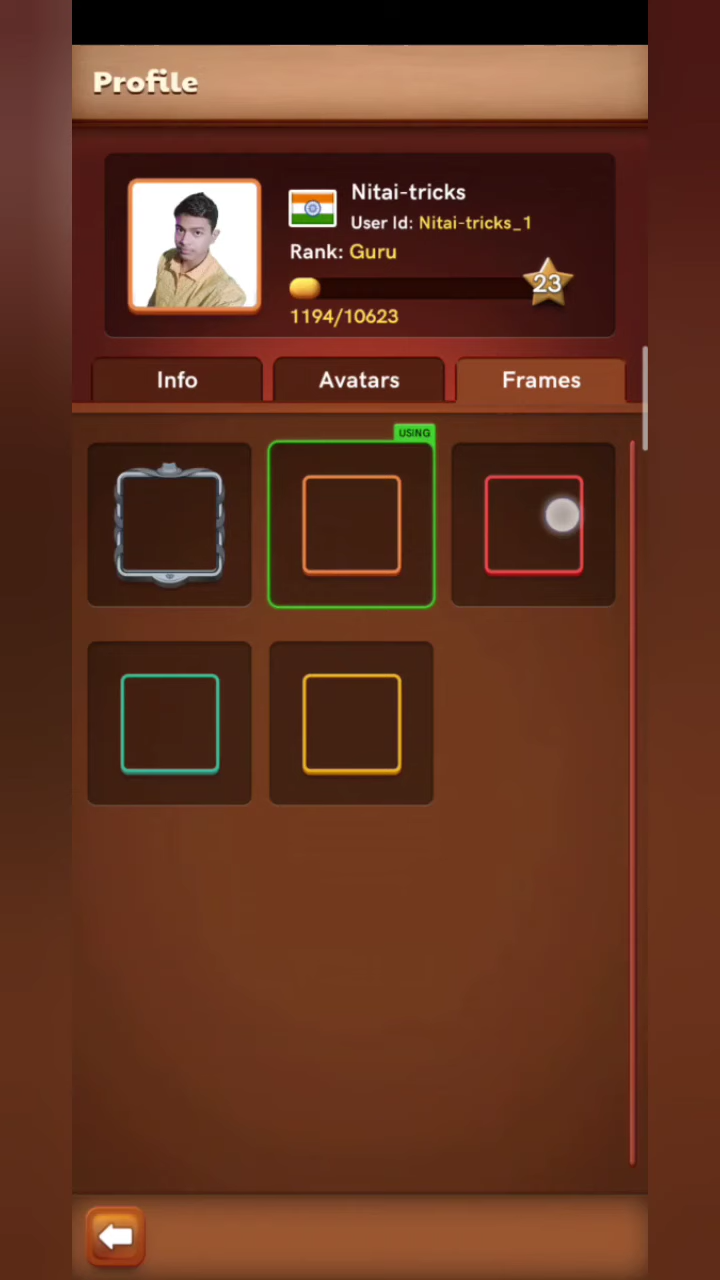 Profile
Nitai-tricks
User Id: Nitai-tricks_1
Rank: Guru
23
1194/10623
Info
Avatars
Frames
USING